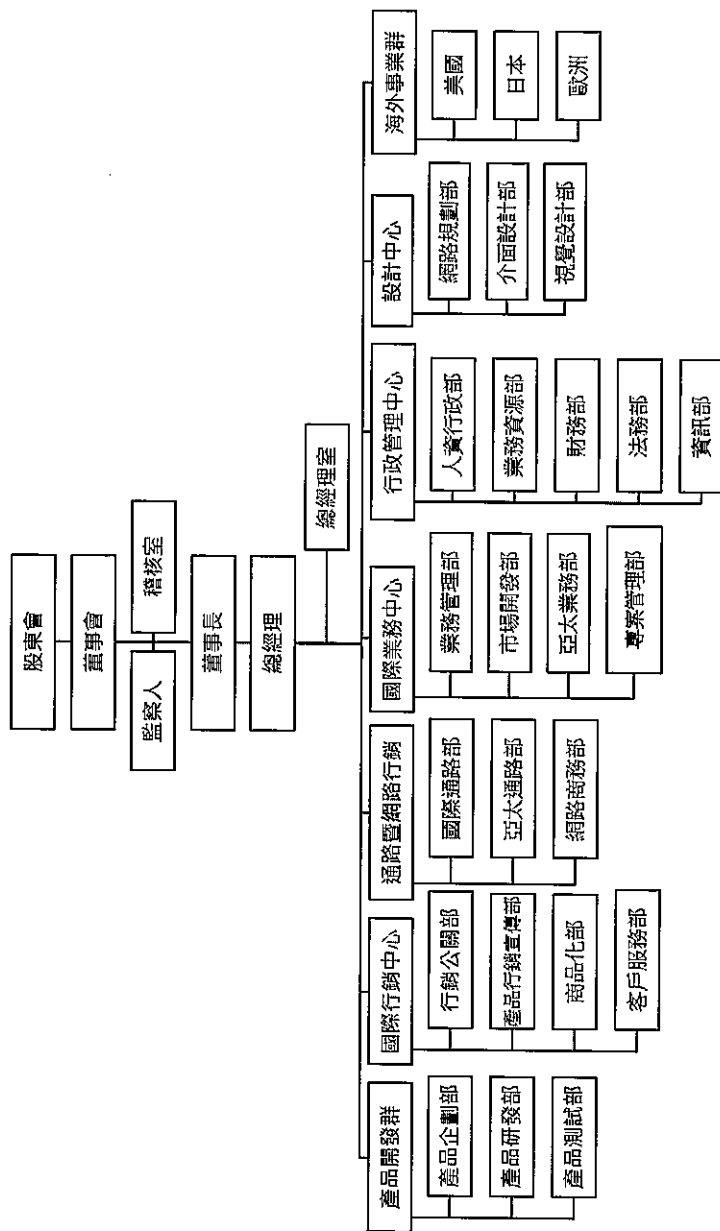 股東會
董事會
監察人
稽核室
董事長
總經理
總經理室
產品開發群
產品企劃部
產品研發部
產品測試部
國際行銷中心
行銷公關部
產品行銷宣傳部
商品化部
客戶服務部
通路暨網路行銷
國際通路部
亞太通路部
網路商務部
國際業務中心
業務管理部
市場開發部
亞太業務部
專案管理部
行政管理中心
人資行政部
業務資源部
財務部
法務部
資訊部
設計中心
網路規劃部
介面設計部
視覺設計部
海外事業群
美國
日本
歐洲